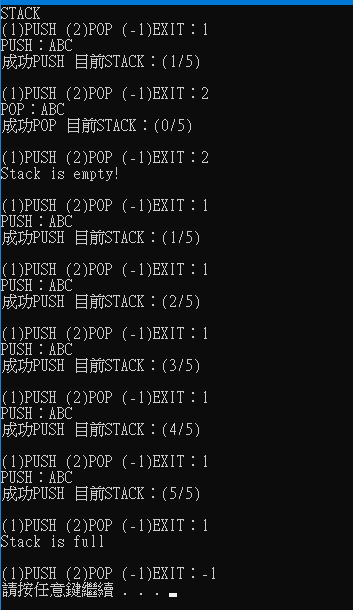 STACK
(1)PUSH (2)POP (-1)EXIT：1
PUSH：ABC
成功PUSH 目前STACK：(1/5)
(1)PUSH (2)POP (-1)EXIT：2
POP：ABC
成功POP 目前STACK：(0/5)
(1)PUSH (2)POP (-1)EXIT：2
Stack is empty!
(1)PUSH (2)POP (-1)EXIT：1
PUSH：ABC
成功PUSH 目前STACK：(1/5)
(1)PUSH (2)POP (-1)EXIT：1
PUSH：ABC
成功PUSH 目前STACK：(2/5)
(1)PUSH (2)POP (-1)EXIT：1
PUSH：ABC
成功PUSH 目前STACK：(3/5)
(1)PUSH (2)POP (-1)EXIT：1
PUSH：ABC
成功PUSH 目前STACK：(4/5)
(1)PUSH (2)POP (-1)EXIT：1
PUSH：ABC
成功PUSH 目前STACK：(5/5)
(1)PUSH (2)POP (-1)EXIT：1
Stack is full
(1)PUSH (2)POP (-1)EXIT：-1
請按任意鍵繼續 . . .